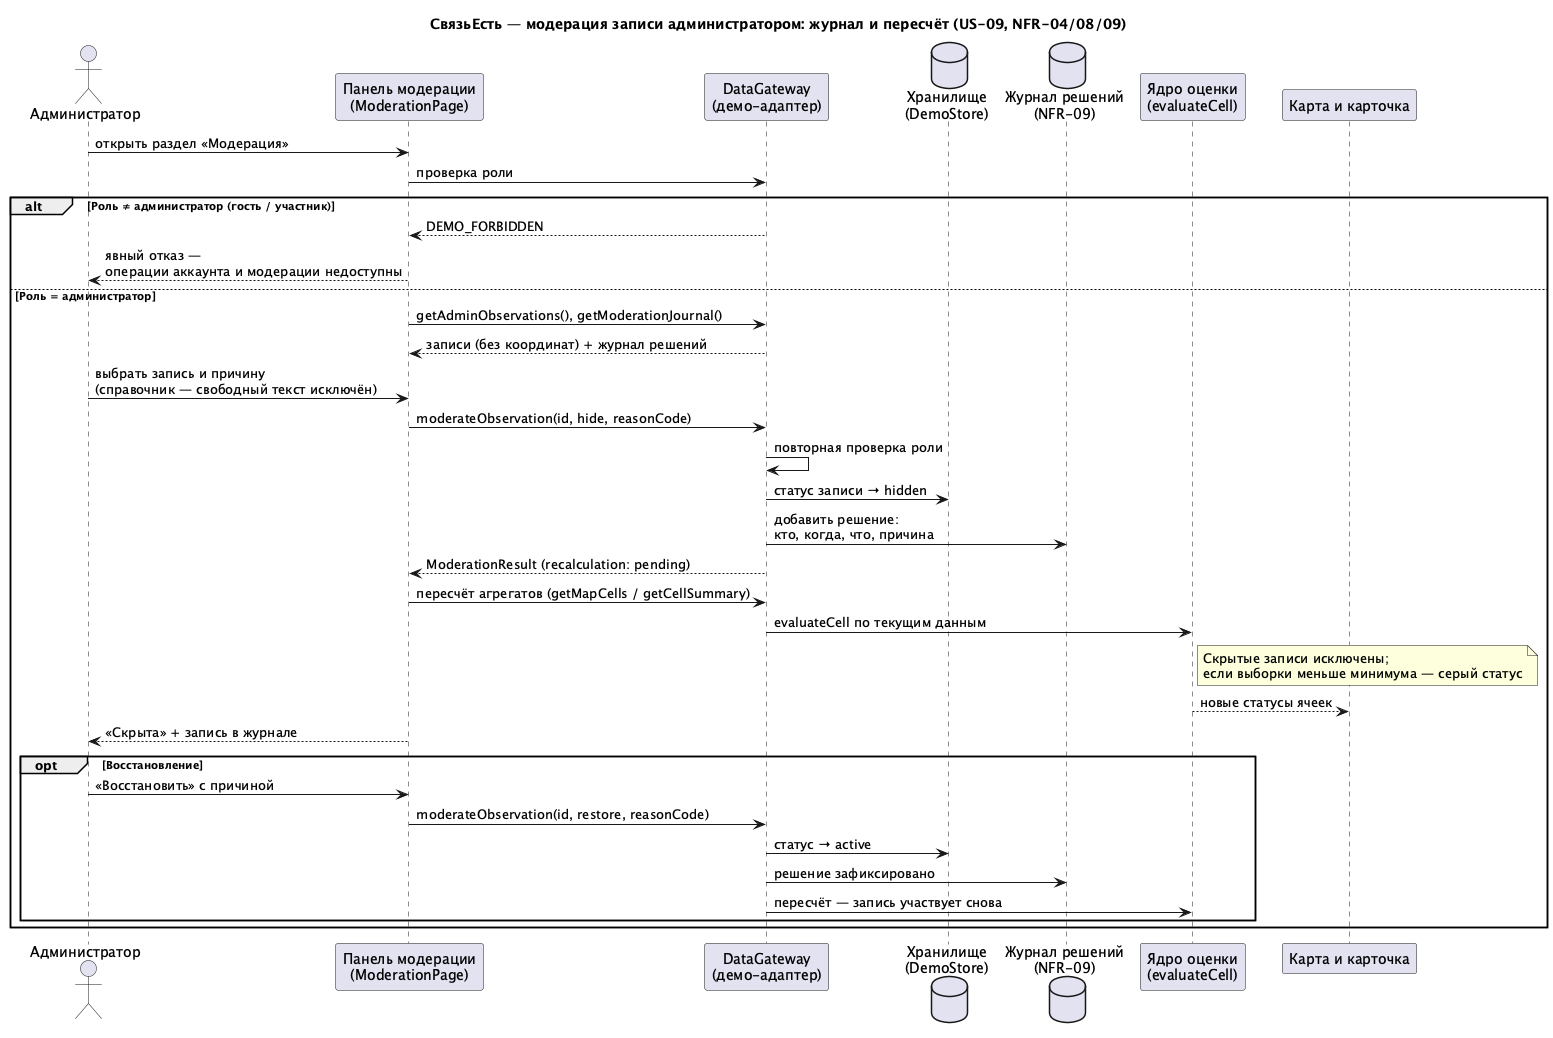 СвязьЕсть — модерация записи администратором: журнал и пересчёт (US-09, NFR-04/08/09)
Администратор
Панель модерации
(ModerationPage)
DataGateway
(демо-адаптер)
Хранилище
(DemoStore)
Журнал решений
(NFR-09)
Ядро оценки
(evaluateCell)
Карта и карточка
открыть раздел «Модерация»
проверка роли
alt
[Роль ≠ администратор (гость / участник)]
DEMO_FORBIDDEN
явный отказ —
операции аккаунта и модерации недоступны
[Роль = администратор]
getAdminObservations(), getModerationJournal()
записи (без координат) + журнал решений
выбрать запись и причину
(справочник — свободный текст исключён)
moderateObservation(id, hide, reasonCode)
повторная проверка роли
статус записи → hidden
добавить решение:
кто, когда, что, причина
ModerationResult (recalculation: pending)
пересчёт агрегатов (getMapCells / getCellSummary)
evaluateCell по текущим данным
Скрытые записи исключены;
если выборки меньше минимума — серый статус
новые статусы ячеек
«Скрыта» + запись в журнале
opt
[Восстановление]
«Восстановить» с причиной
moderateObservation(id, restore, reasonCode)
статус → active
решение зафиксировано
пересчёт — запись участвует снова
Администратор
Панель модерации
(ModerationPage)
DataGateway
(демо-адаптер)
Хранилище
(DemoStore)
Журнал решений
(NFR-09)
Ядро оценки
(evaluateCell)
Карта и карточка